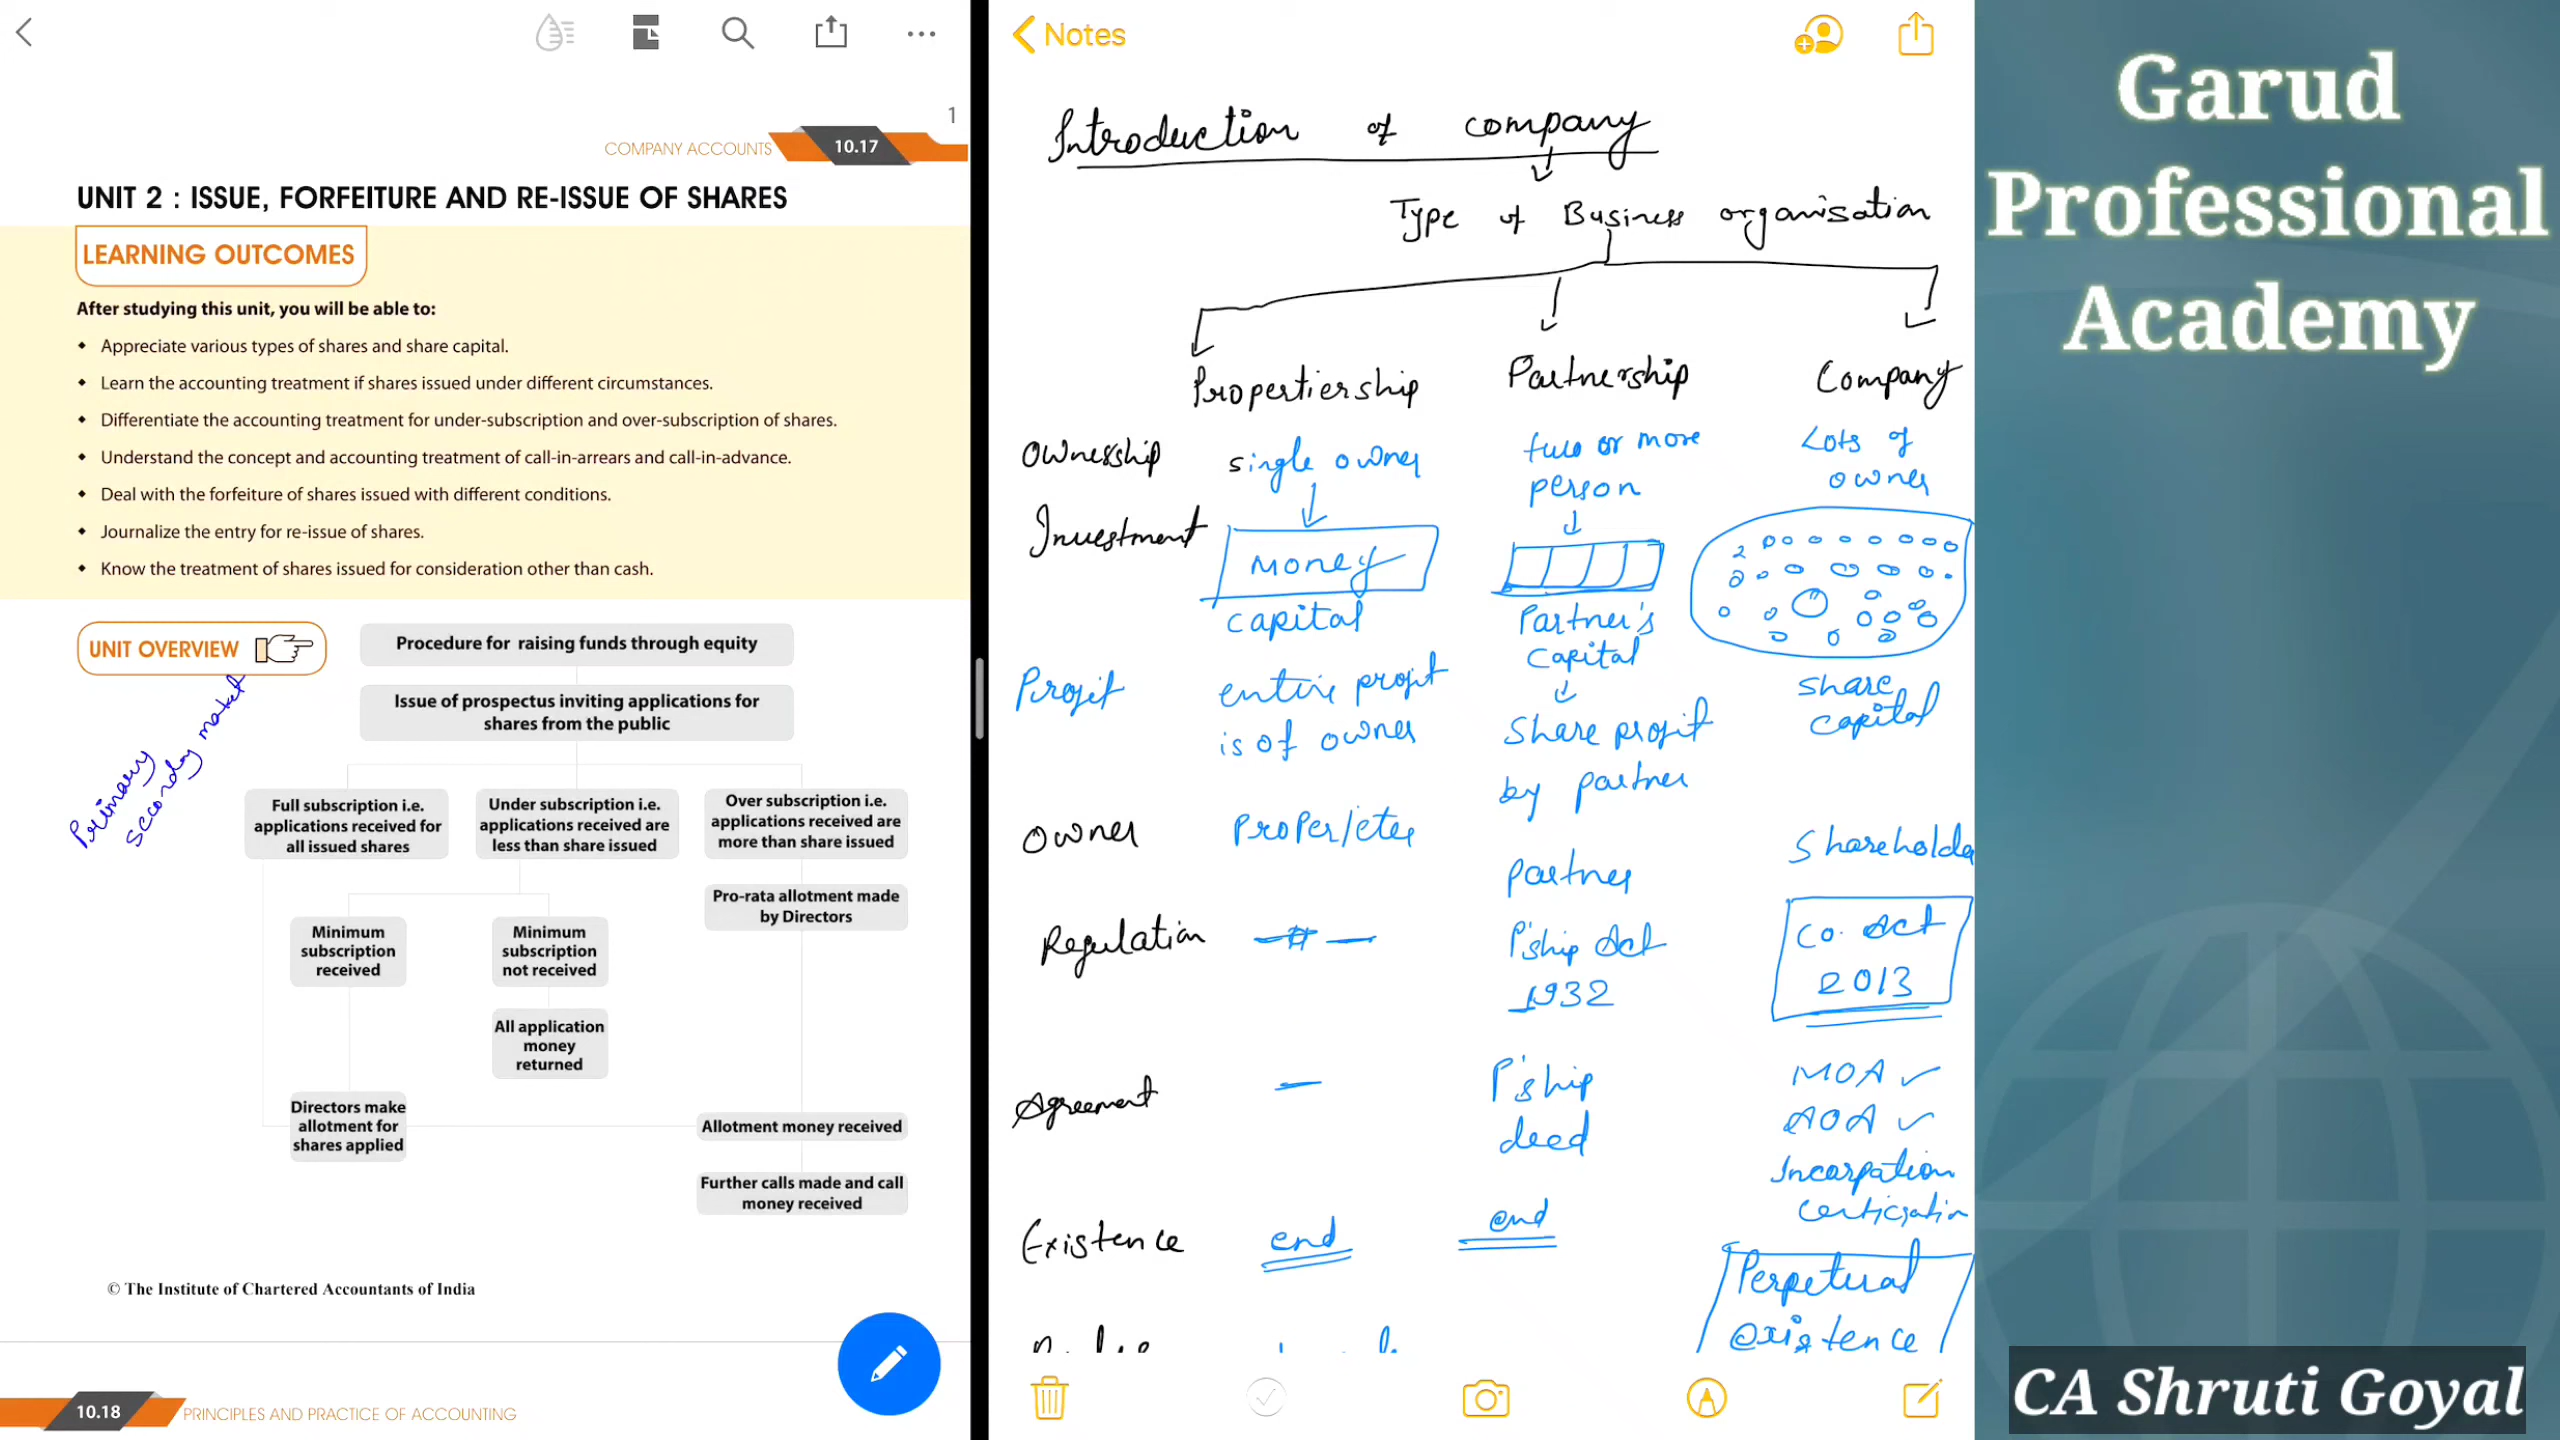 1
COMPANY ACCOUNTS 10.17
UNIT 2 : ISSUE, FORFEITURE AND RE-ISSUE OF SHARES
LEARNING OUTCOMES
After studying this unit, you will be able to:
Appreciate various types of shares and share capital.
Learn the accounting treatment if shares issued under different circumstances.
Differentiate the accounting treatment for under-subscription and over-subscription of shares.
Understand the concept and accounting treatment of call-in-arrears and call-in-advance.
Deal with the forfeiture of shares issued with different conditions.
Journalize the entry for re-issue of shares.
Know the treatment of shares issued for consideration other than cash.
UNIT OVERVIEW
Primary
Procedure for raising funds through equity
Issue of prospectus inviting applications for
shares from the public
Full subscription i.e.
applications received for
all issued shares
Under subscription i.e.
applications received are
less than share issued
Over subscription i.e.
applications received are
more than share issued
Pro-rata allotment made
by Directors
Minimum
subscription
received
Minimum
subscription
not received
All application
money
returned
Directors make
allotment for
shares applied
Allotment money received
Further calls made and call
money received
© The Institute of Chartered Accountants of India
10.18 PRINCIPLES AND PRACTICE OF ACCOUNTING
Notes
Introduction of company
Type of Business organisation
Propertiership Partnership Company
Ownership
single owner
two or more
person
Lots of
owner
Investment
Money
capital
Partner's
capital
share
capital
Profit
entire profit
is of owner
Share profit
by partner
Owner
partner
Regulation
P'ship Act
1932
Co. Act
2013
Agreement
P'ship
deed
MOA ✓
AOA ✓
Existence
end
end
Perpetual
existence
Garud
Professional
Academy
CA Shruti Goyal